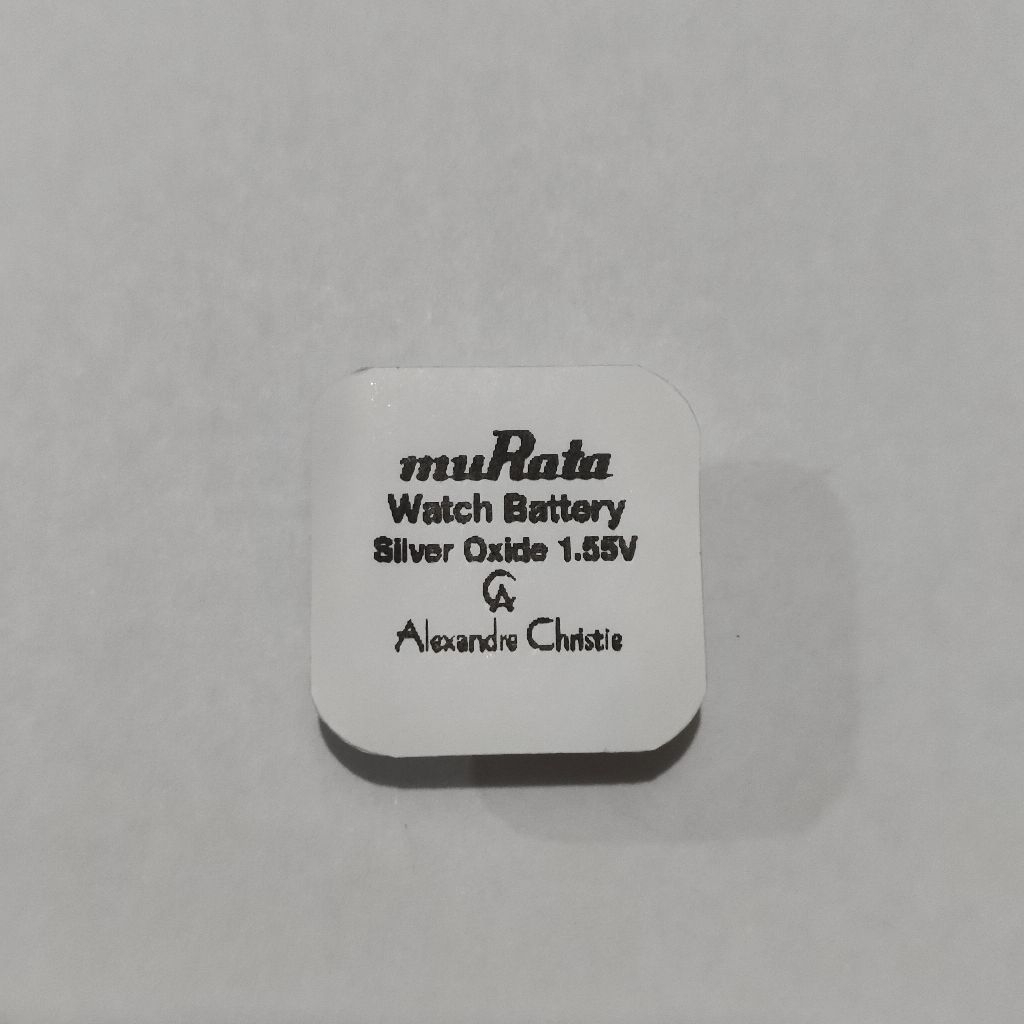 muRata
Watch Battery
Silver Oxide 1.55V
CA
Alexandre Christie